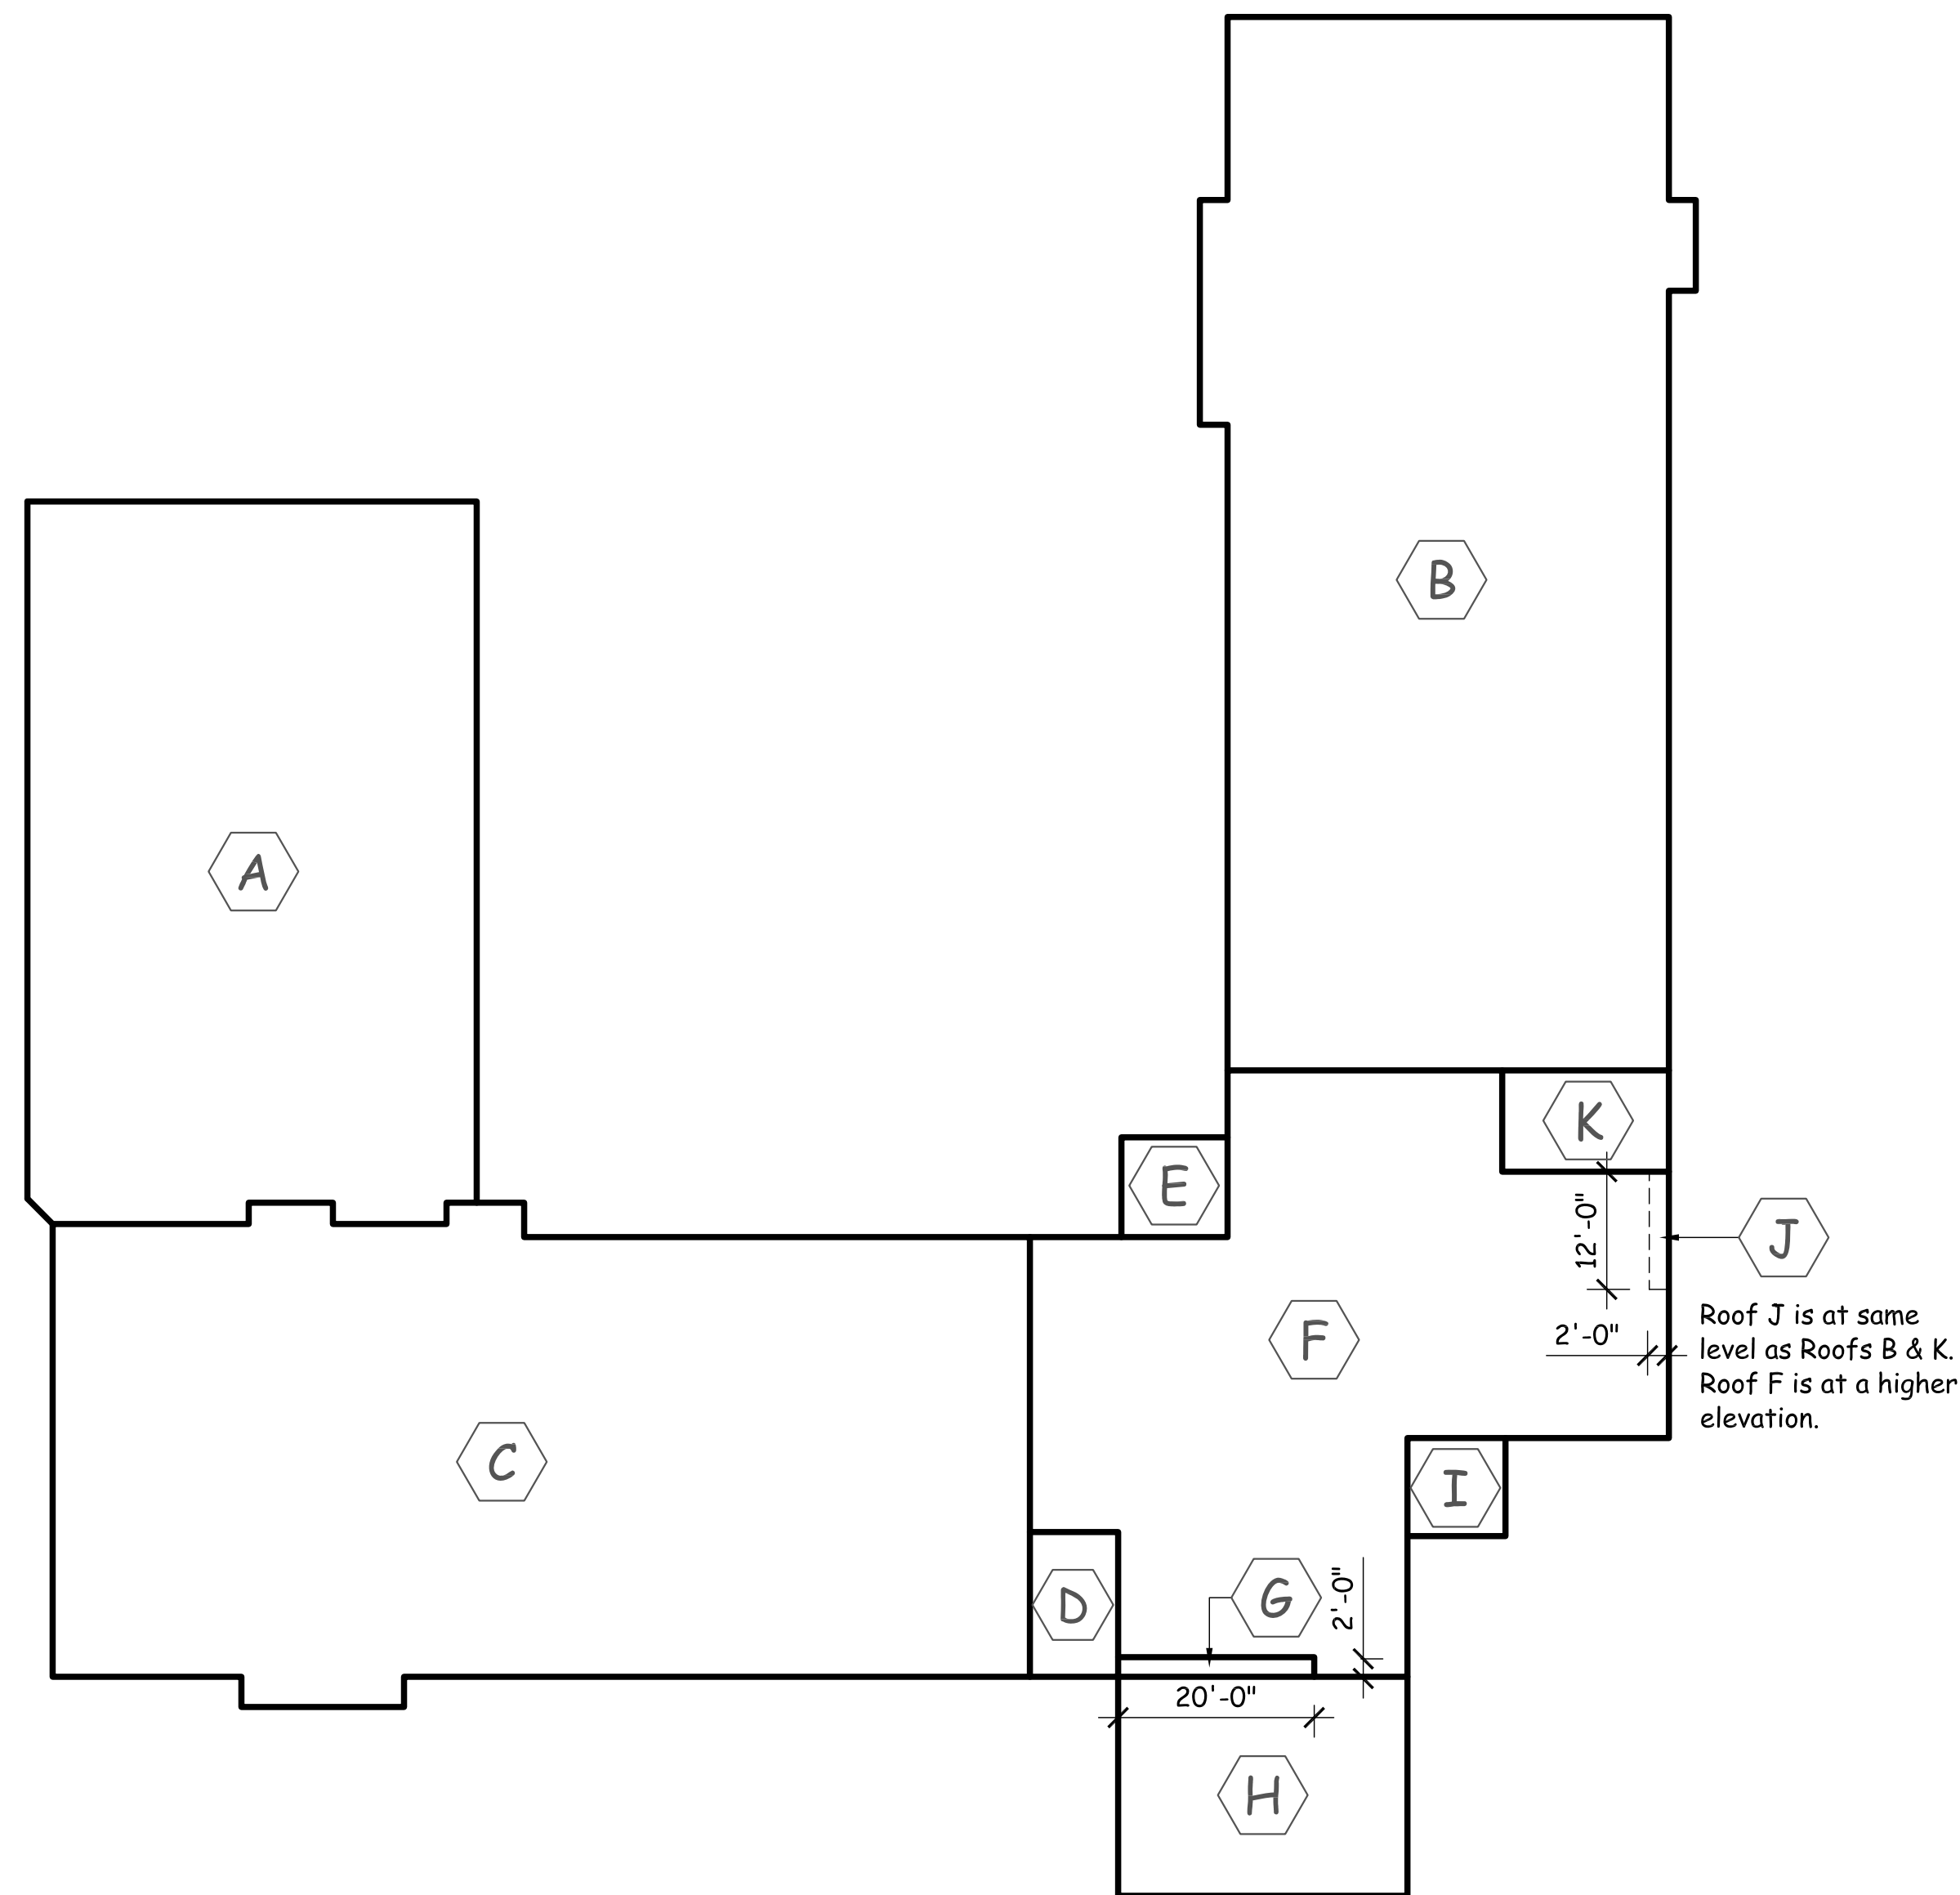 B
A
K
E
12'-0"
J
Roof J is at same
level as Roofs B & K.
Roof F is at a higher
elevation.
2'-0"
F
C
I
D
G
2'-0"
20'-0"
H